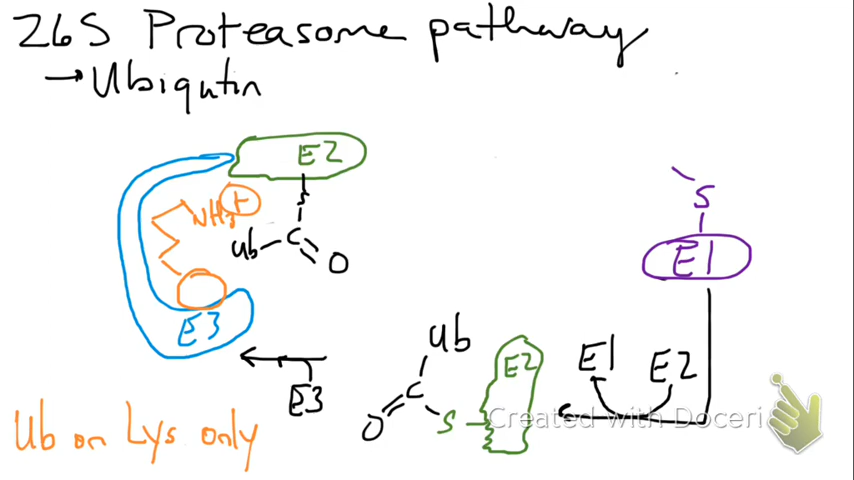 26S Proteasome pathway
→ Ubiqutin
E2
S
NH3
+
Ub
C
O
S
E1
E3
Ub
E2
E1
E2
C
O
S
E3
Created with Doceri
Ub on Lys only